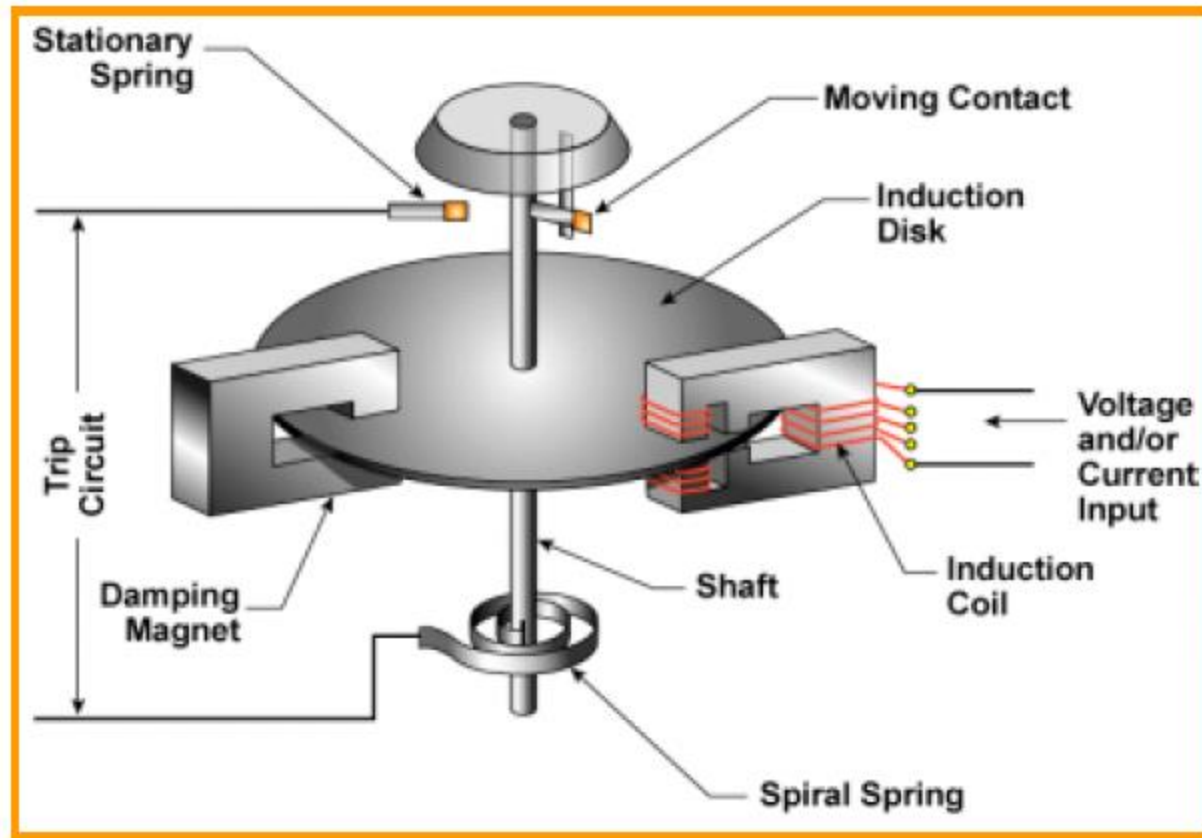 Stationary
Spring
Moving Contact
Induction
Disk
Trip
Circuit
Voltage
and/or
Current
Input
Damping
Magnet
Shaft
Induction
Coil
Spiral Spring